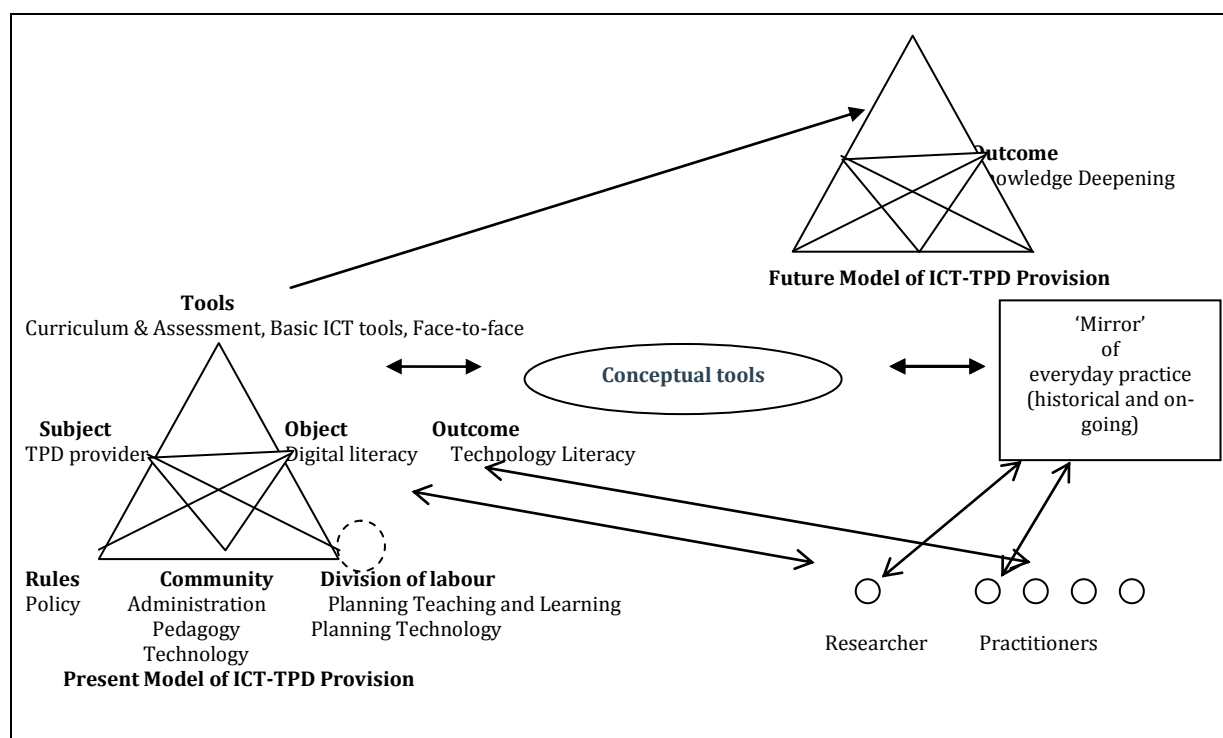 Outcome
Knowledge Deepening
Future Model of ICT-TPD Provision
Tools
Curriculum & Assessment, Basic ICT tools, Face-to-face
‘Mirror’
of
everyday practice
(historical and on-
going)
Conceptual tools
Subject Object Outcome
TPD provider Digital literacy Technology Literacy
Rules Community Division of labour
Policy Administration Planning Teaching and Learning
Pedagogy Planning Technology
Technology
Present Model of ICT-TPD Provision
Researcher Practitioners